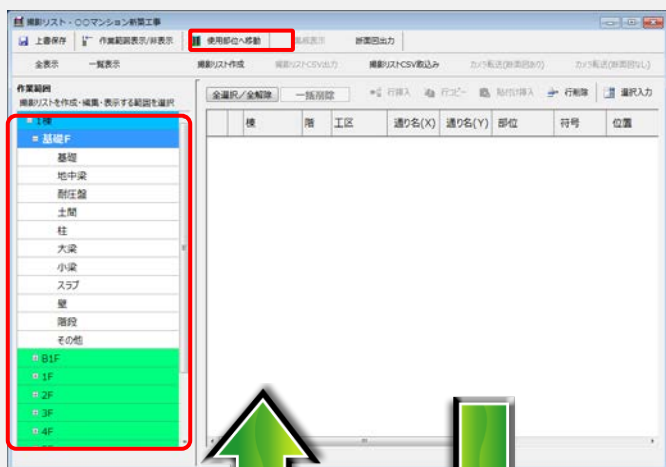 撮影リスト - 〇〇マンション新築工事
上書保存 作業範囲表示/非表示 使用部位へ移動 断面図出力
全表示 一覧表示 撮影リスト作成 撮影リストCSV出力 撮影リストCSV取込み カメラ転送(断面図あり) カメラ転送(断面図なし)
作業範囲
撮影リストを作成・編集・表示する範囲を選択
全選択/全解除 一括削除 行挿入 行コピー 貼付け挿入 行削除 選択入力
棟 階 工区 通り名(X) 通り名(Y) 部位 符号 位置
1棟
基礎F
基礎
地中梁
耐圧盤
土間
柱
大梁
小梁
スラブ
壁
階段
その他
B1F
1F
2F
3F
4F